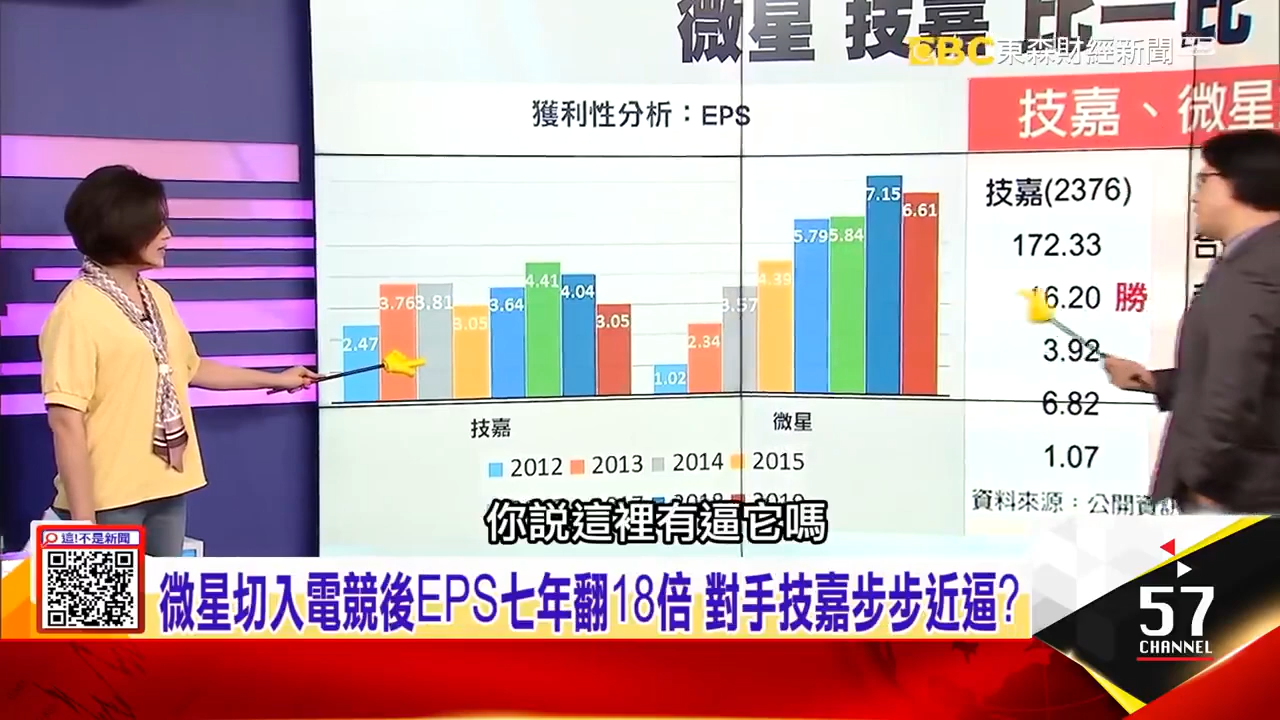 微星 技嘉 比一比
EBC 東森財經新聞
獲利性分析：EPS
2.47 3.76 3.81 3.05 3.64 4.41 4.04 3.05
1.02 2.34 3.57 4.39 5.79 5.84 7.15 6.61
技嘉 微星
2012 2013 2014 2015
2018 2019
技嘉、微星
技嘉(2376)
172.33
6.20 勝
3.92
6.82
1.07
資料來源：公開資訊
你說這裡有逼它嗎
這!不是新聞
微星切入電競後EPS七年翻18倍 對手技嘉步步近逼?
57
CHANNEL